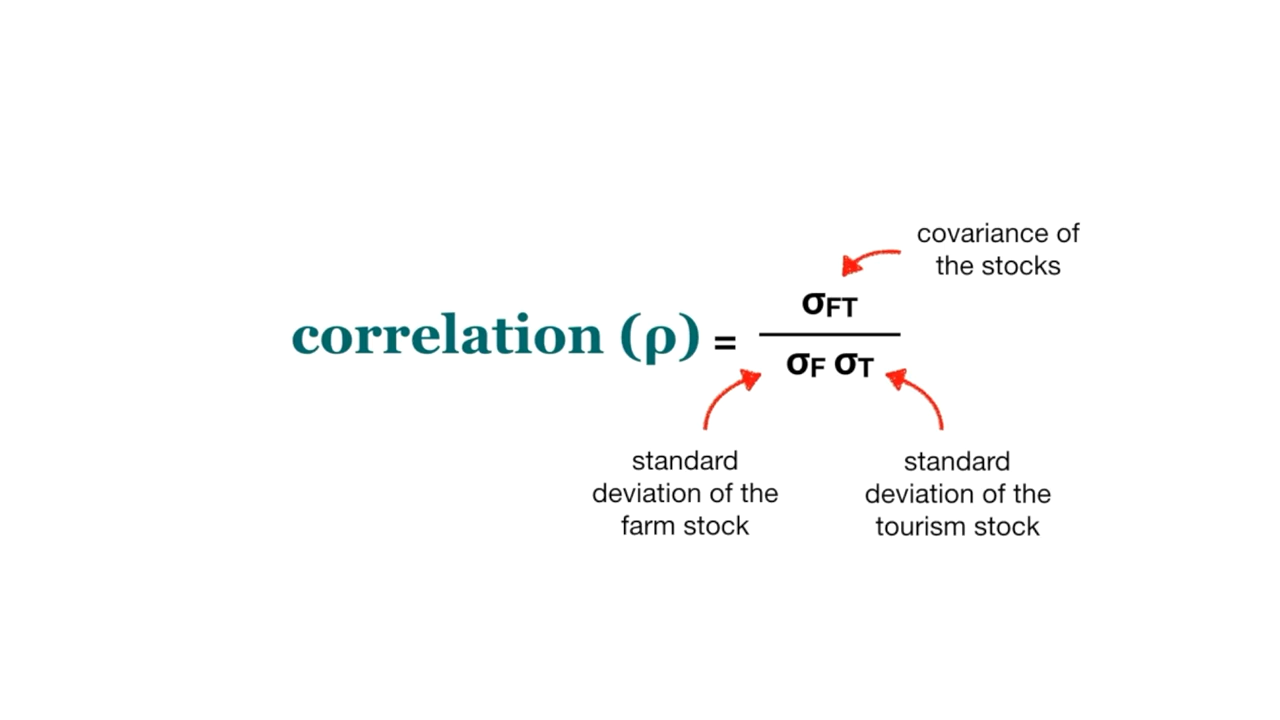 covariance of
the stocks
correlation (ρ) = σFT / σF σT
standard
deviation of the
farm stock
standard
deviation of the
tourism stock